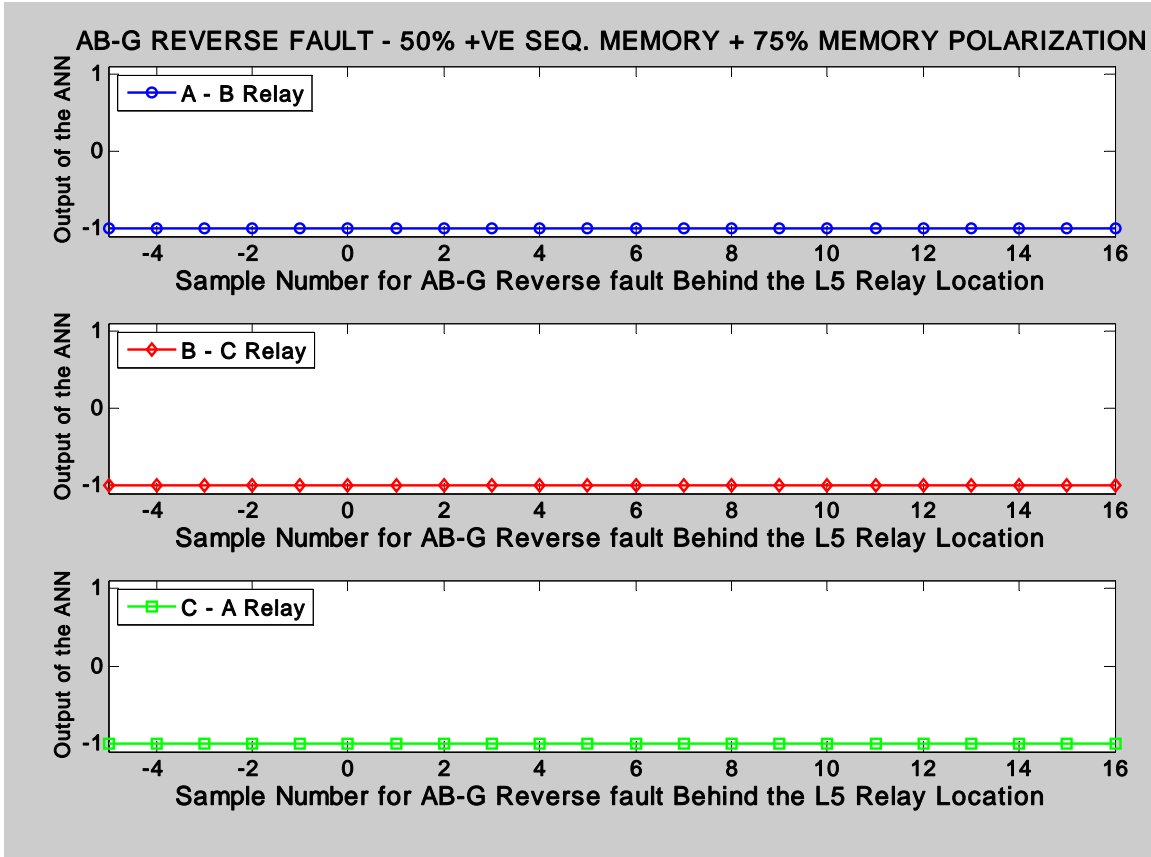 AB-G REVERSE FAULT - 50% +VE SEQ. MEMORY + 75% MEMORY POLARIZATION
Output of the ANN
1
0
-1
A - B Relay
-4 -2 0 2 4 6 8 10 12 14 16
Sample Number for AB-G Reverse fault Behind the L5 Relay Location
Output of the ANN
1
0
-1
B - C Relay
-4 -2 0 2 4 6 8 10 12 14 16
Sample Number for AB-G Reverse fault Behind the L5 Relay Location
Output of the ANN
1
0
-1
C - A Relay
-4 -2 0 2 4 6 8 10 12 14 16
Sample Number for AB-G Reverse fault Behind the L5 Relay Location